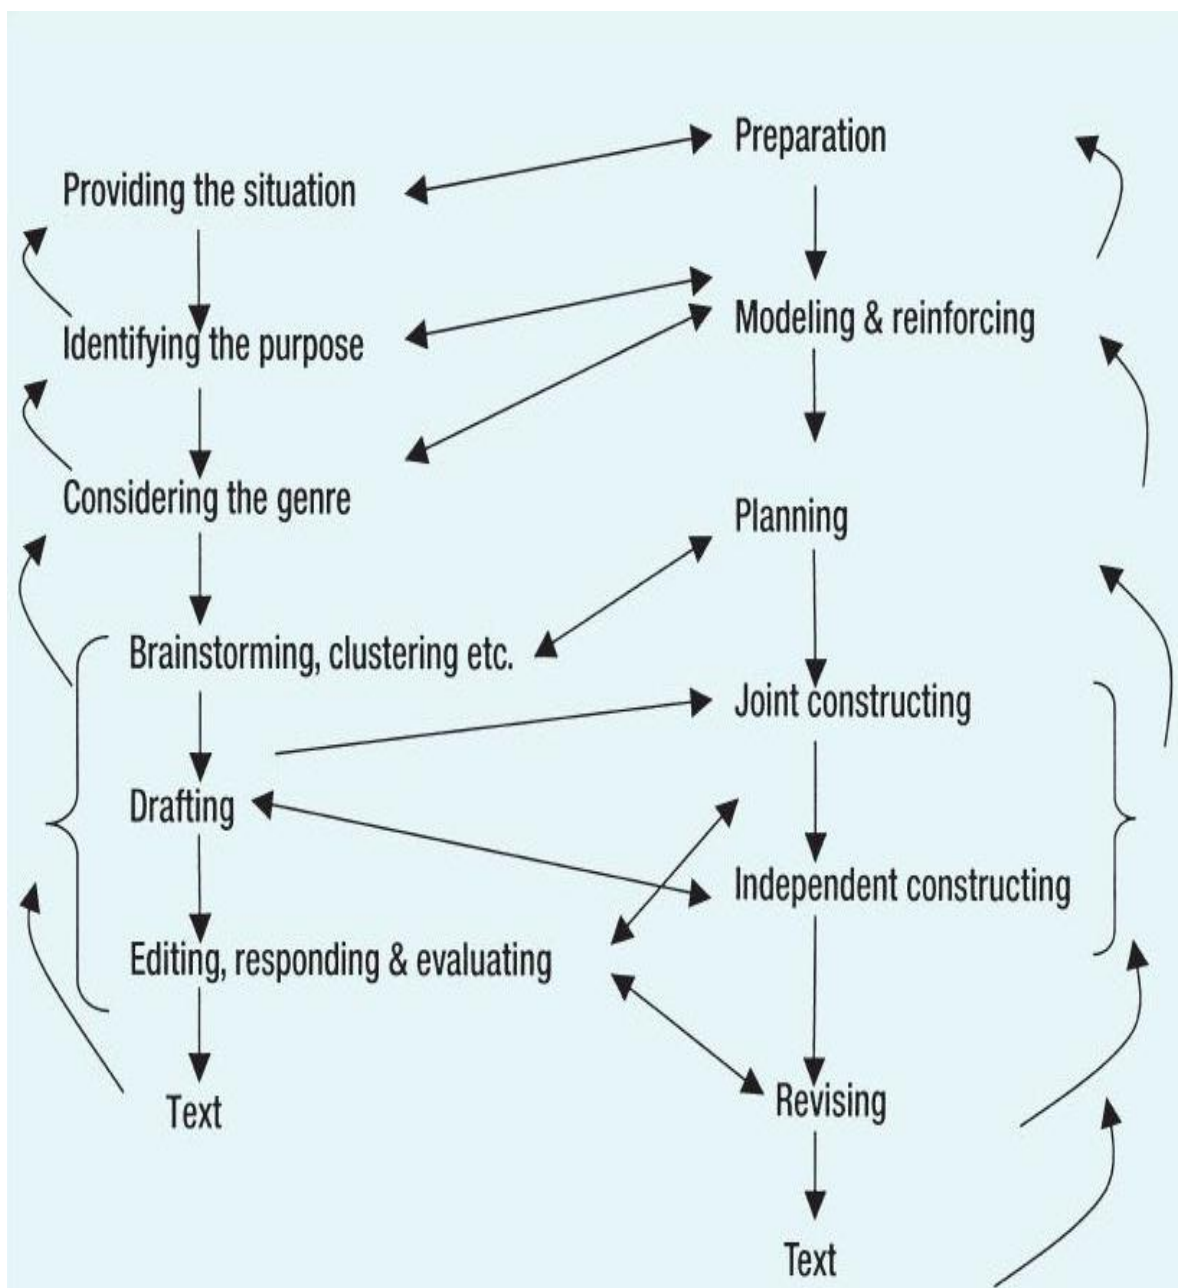 Providing the situation
Identifying the purpose
Considering the genre
Brainstorming, clustering etc.
Drafting
Editing, responding & evaluating
Text
Preparation
Modeling & reinforcing
Planning
Joint constructing
Independent constructing
Revising
Text